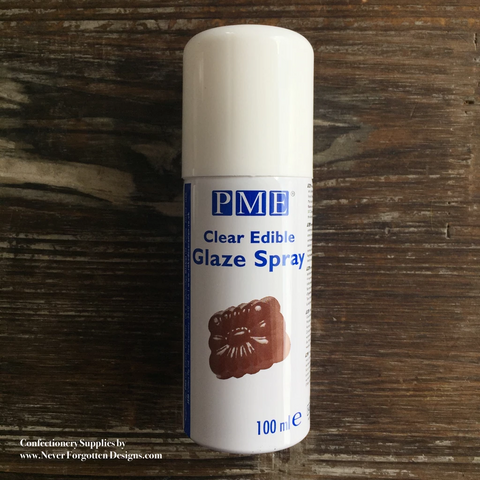 PME®
Clear Edible
Glaze Spray
100 ml e
Confectionery Supplies by
www.NeverForgottenDesigns.com